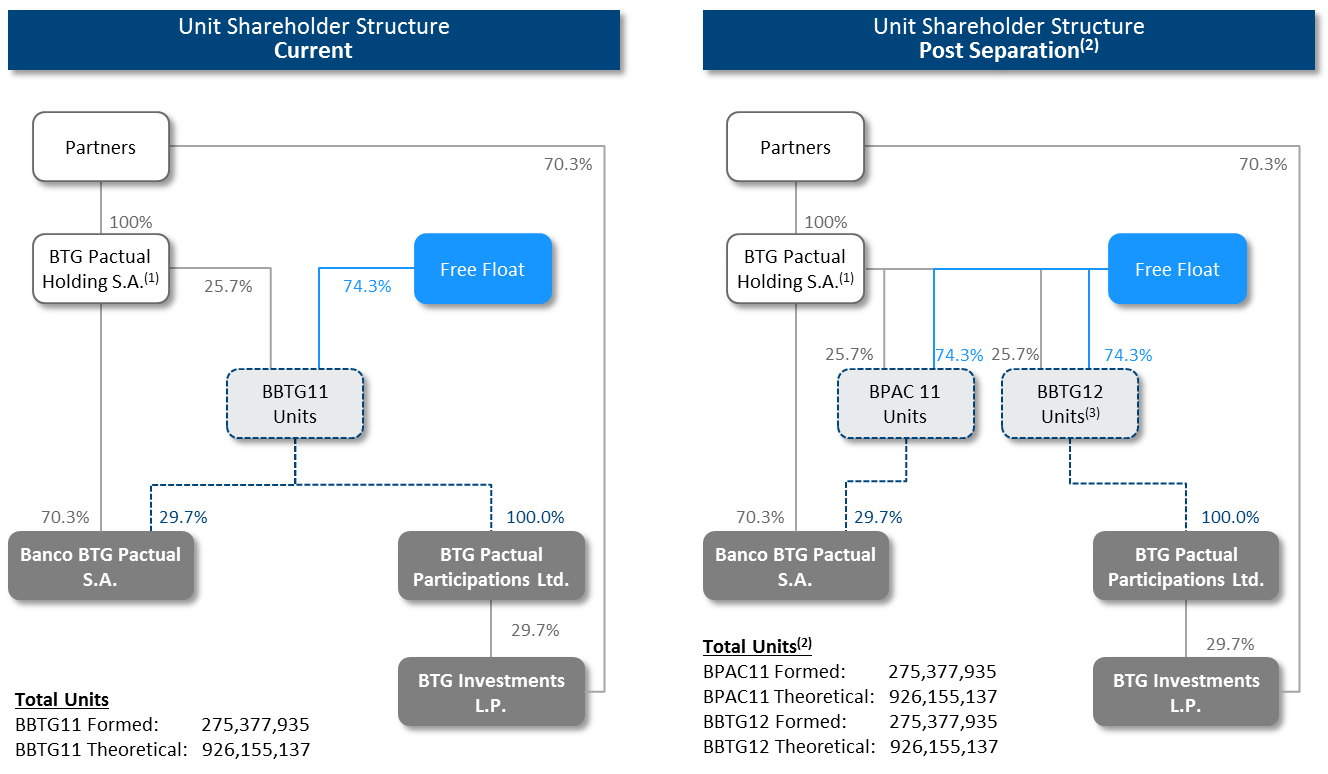 Unit Shareholder Structure
Current
Partners
70.3%
100%
BTG Pactual
Holding S.A.(1)
25.7%
74.3%
Free Float
BBTG11
Units
70.3%
29.7%
100.0%
Banco BTG Pactual
S.A.
BTG Pactual
Participations Ltd.
29.7%
BTG Investments
L.P.
Total Units
BBTG11 Formed: 275,377,935
BBTG11 Theoretical: 926,155,137
Unit Shareholder Structure
Post Separation(2)
Partners
70.3%
100%
BTG Pactual
Holding S.A.(1)
Free Float
25.7%
74.3%
25.7%
74.3%
BPAC 11
Units
BBTG12
Units(3)
70.3%
29.7%
100.0%
Banco BTG Pactual
S.A.
BTG Pactual
Participations Ltd.
29.7%
BTG Investments
L.P.
Total Units(2)
BPAC11 Formed: 275,377,935
BPAC11 Theoretical: 926,155,137
BBTG12 Formed: 275,377,935
BBTG12 Theoretical: 926,155,137